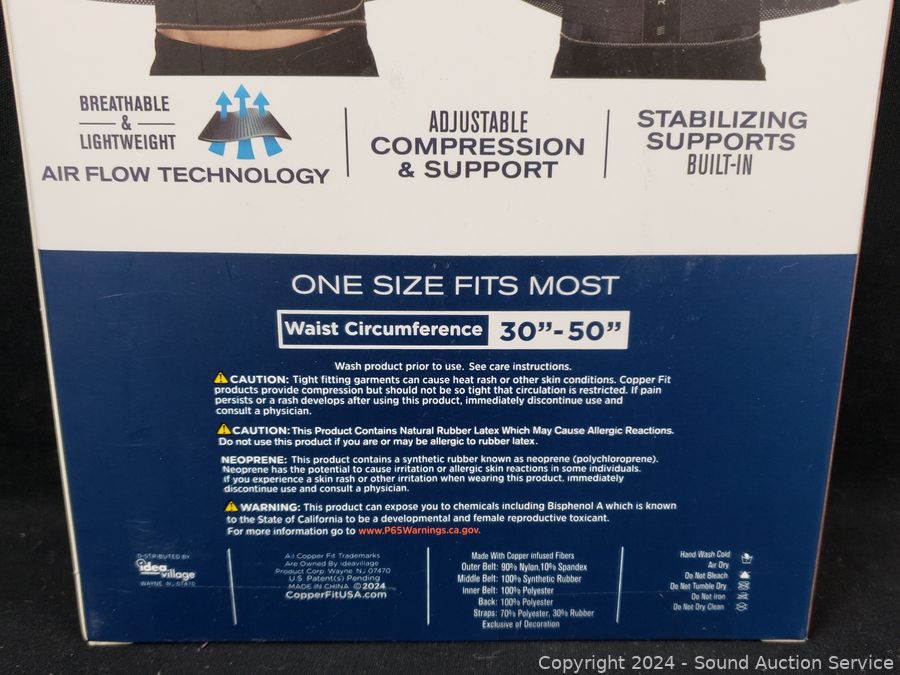 BREATHABLE
&
LIGHTWEIGHT
AIR FLOW TECHNOLOGY
ADJUSTABLE
COMPRESSION
& SUPPORT
STABILIZING
SUPPORTS
BUILT-IN
ONE SIZE FITS MOST
Waist Circumference 30”-50”
Wash product prior to use. See care instructions.
CAUTION: Tight fitting garments can cause heat rash or other skin conditions. Copper Fit
products provide compression but should not be so tight that circulation is restricted. If pain
persists or a rash develops after using this product, immediately discontinue use and
consult a physician.
CAUTION: This Product Contains Natural Rubber Latex Which May Cause Allergic Reactions.
Do not use this product if you are or may be allergic to rubber latex.
NEOPRENE: This product contains a synthetic rubber known as neoprene (polychloroprene).
Neoprene has the potential to cause irritation or allergic skin reactions in some individuals.
If you experience a skin rash or other irritation when wearing this product, immediately
discontinue use and consult a physician.
WARNING: This product can expose you to chemicals including Bisphenol A which is known
to the State of California to be a developmental and female reproductive toxicant.
For more information go to www.P65Warnings.ca.gov.
DISTRIBUTED BY
idea
village
WAYNE, NJ 07470
All Copper Fit Trademarks
Are Owned By Ideavillage
Product Corp. Wayne NJ 07470
U.S. Patent(s) Pending
MADE IN CHINA ©2024
CopperFitUSA.com
Made With Copper infused Fibers
Outer Belt: 90% Nylon,10% Spandex
Middle Belt: 100% Synthetic Rubber
Inner Belt: 100% Polyester
Back: 100% Polyester
Straps: 70% Polyester, 30% Rubber
Exclusive of Decoration
Hand Wash Cold
Air Dry
Do Not Bleach
Do Not Tumble Dry
Do Not Iron
Do Not Dry Clean
Copyright 2024 - Sound Auction Service